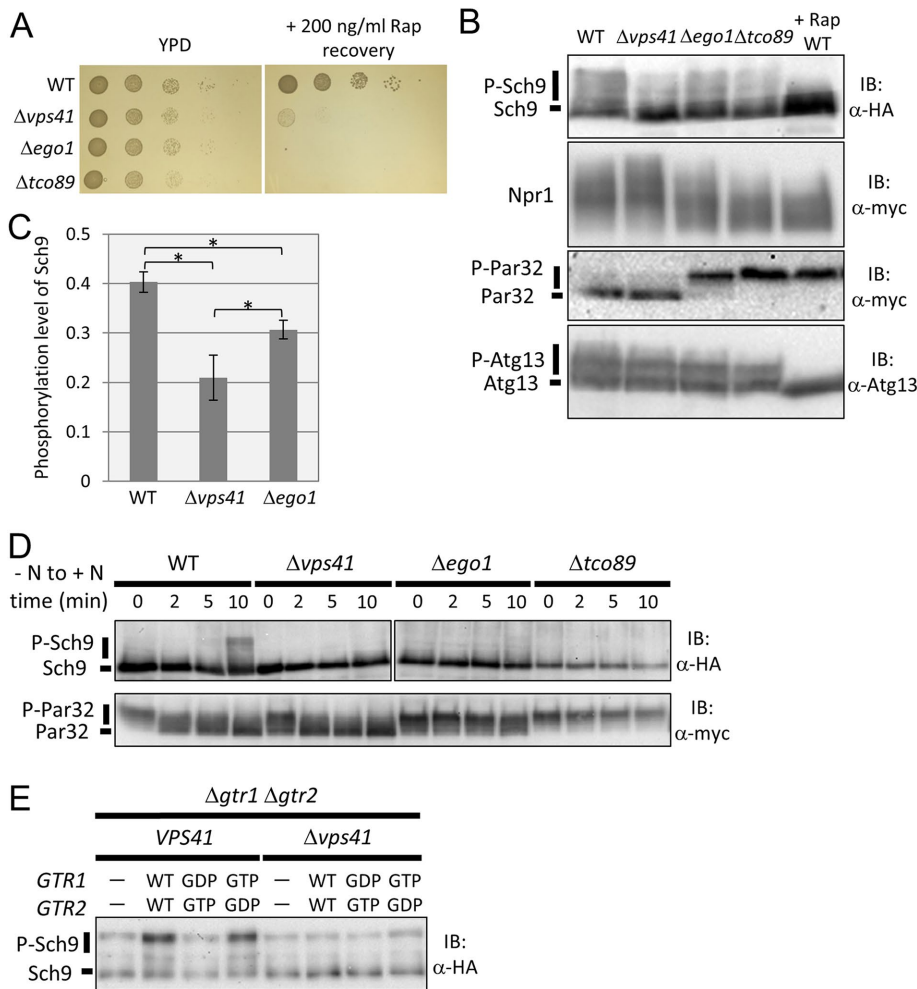 A
YPD
+ 200 ng/ml Rap
recovery
WT
Δvps41
Δego1
Δtco89
B
WT Δvps41 Δego1 Δtco89 + Rap WT
P-Sch9
Sch9
IB:
α-HA
Npr1
IB:
α-myc
P-Par32
Par32
IB:
α-myc
P-Atg13
Atg13
IB:
α-Atg13
C
Phosphorylation level of Sch9
0.5
0.4
0.3
0.2
0.1
0
*
*
*
WT Δvps41 Δego1
D
- N to + N
WT Δvps41 Δego1 Δtco89
time (min) 0 2 5 10 0 2 5 10 0 2 5 10 0 2 5 10
P-Sch9
Sch9
IB:
α-HA
P-Par32
Par32
IB:
α-myc
E
Δgtr1 Δgtr2
VPS41 Δvps41
GTR1 — WT GDP GTP — WT GDP GTP
GTR2 — WT GTP GDP — WT GTP GDP
P-Sch9
Sch9
IB:
α-HA